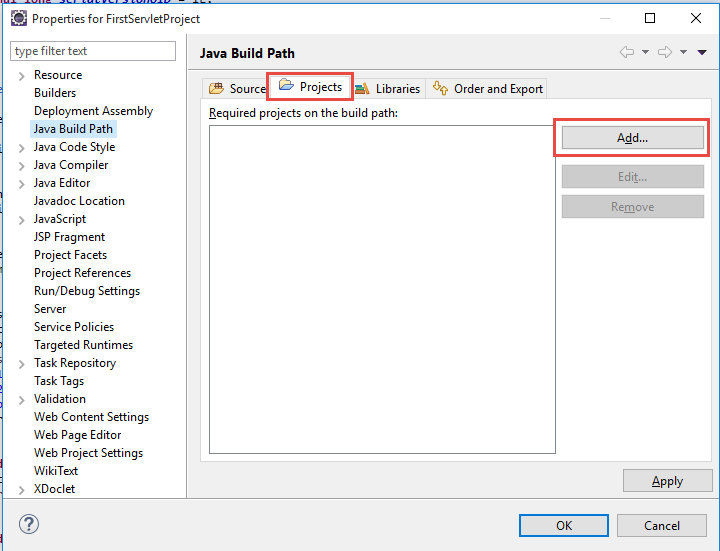 Properties for FirstServletProject
type filter text
Java Build Path
Resource
Builders
Deployment Assembly
Java Build Path
Java Code Style
Java Compiler
Java Editor
Javadoc Location
JavaScript
JSP Fragment
Project Facets
Project References
Run/Debug Settings
Server
Service Policies
Targeted Runtimes
Task Repository
Task Tags
Validation
Web Content Settings
Web Page Editor
Web Project Settings
WikiText
XDoclet
Source Projects Libraries Order and Export
Required projects on the build path:
Add...
Edit...
Remove
Apply
OK Cancel